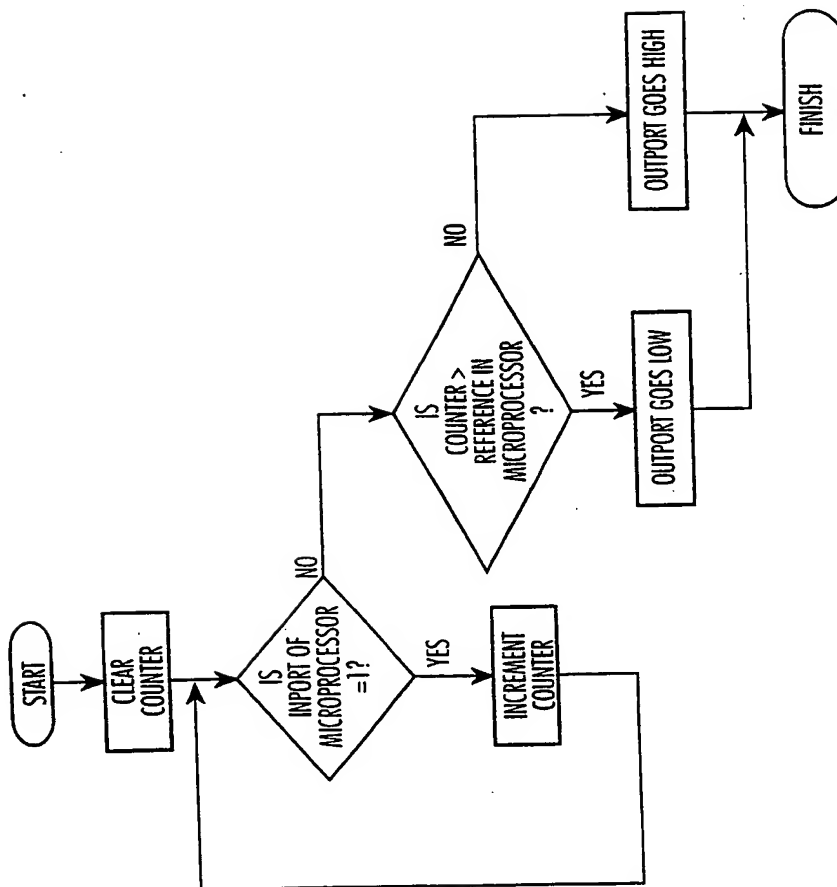 START
CLEAR
COUNTER
IS
INPORT OF
MICROPROCESSOR
=1?
NO
YES
INCREMENT
COUNTER
IS
COUNTER >
REFERENCE IN
MICROPROCESSOR
?
NO
YES
OUTPORT GOES LOW
OUTPORT GOES HIGH
FINISH